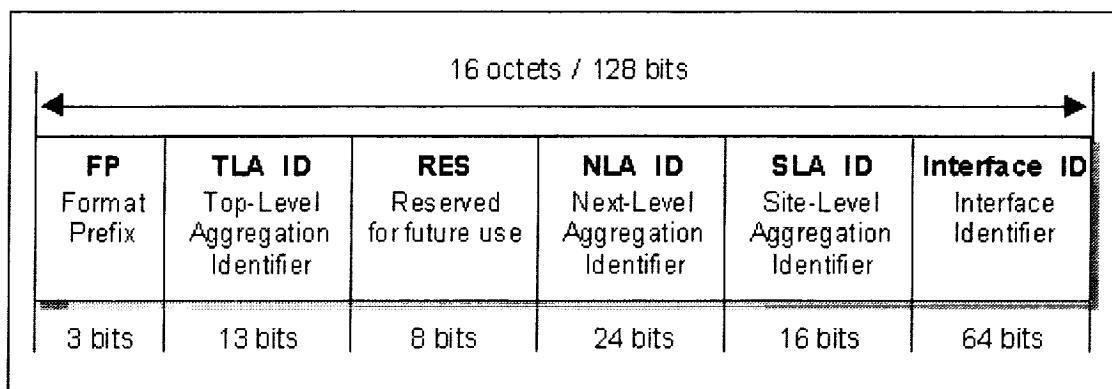 16 octets / 128 bits
FP TLA ID RES NLA ID SLA ID Interface ID
Format Top-Level Reserved Next-Level Site-Level Interface
Prefix Aggregation for future use Aggregation Aggregation Identifier
Identifier Identifier Identifier
3 bits 13 bits 8 bits 24 bits 16 bits 64 bits